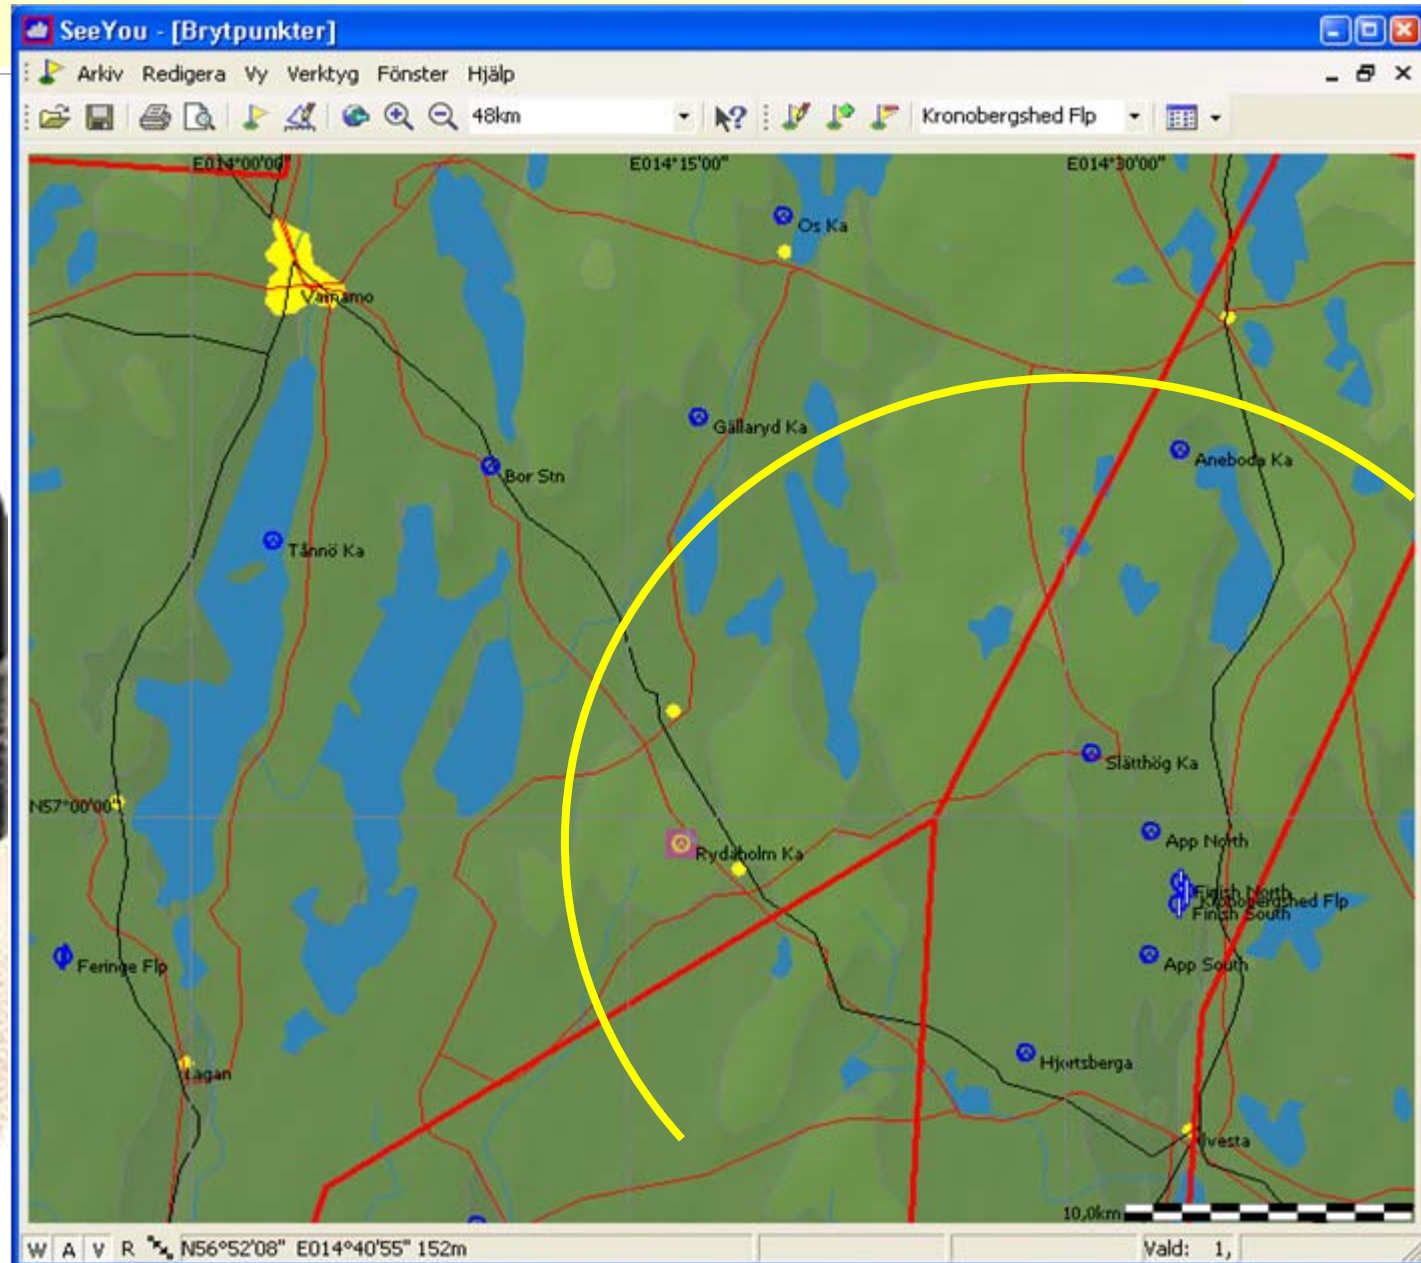 SeeYou - [Brytpunkter]
Arkiv Redigera Vy Verktyg Fönster Hjälp
48km
Kronobergshed Flp
E014°00'00" E014°15'00" E014°30'00"
Os Ka
Värnamo
Gällaryd Ka
Aneboda Ka
Bor Stn
Tånnö Ka
Slätthög Ka
N57°00'00"
App North
Rydaholm Ka
Finish North
Kronobergshed Flp
Finish South
Feringe Flp
App South
Hjortsberga
Lagan
Alvesta
10,0km
W A V R N56°52'08" E014°40'55" 152m Vald: 1,